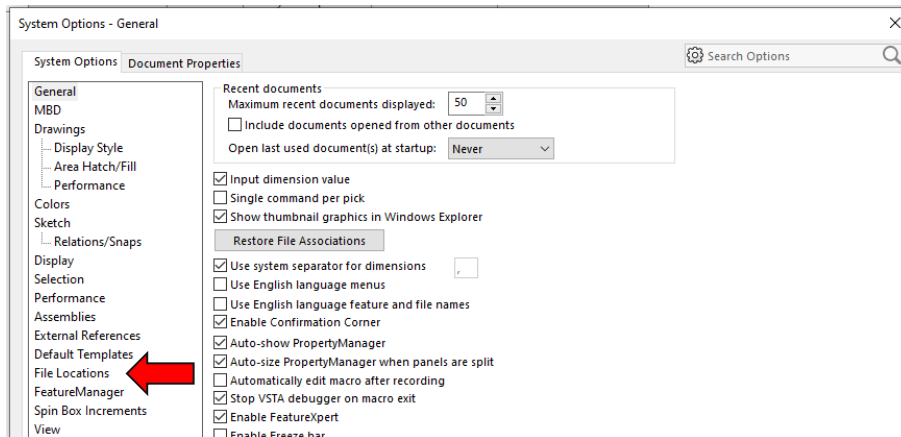 System Options - General
System Options
Document Properties
Search Options
General
MBD
Drawings
Display Style
Area Hatch/Fill
Performance
Colors
Sketch
Relations/Snaps
Display
Selection
Performance
Assemblies
External References
Default Templates
File Locations
FeatureManager
Spin Box Increments
View
Recent documents
Maximum recent documents displayed: 50
Include documents opened from other documents
Open last used document(s) at startup: Never
Input dimension value
Single command per pick
Show thumbnail graphics in Windows Explorer
Restore File Associations
Use system separator for dimensions ,
Use English language menus
Use English language feature and file names
Enable Confirmation Corner
Auto-show PropertyManager
Auto-size PropertyManager when panels are split
Automatically edit macro after recording
Stop VSTA debugger on macro exit
Enable FeatureXpert
Enable Freeze bar